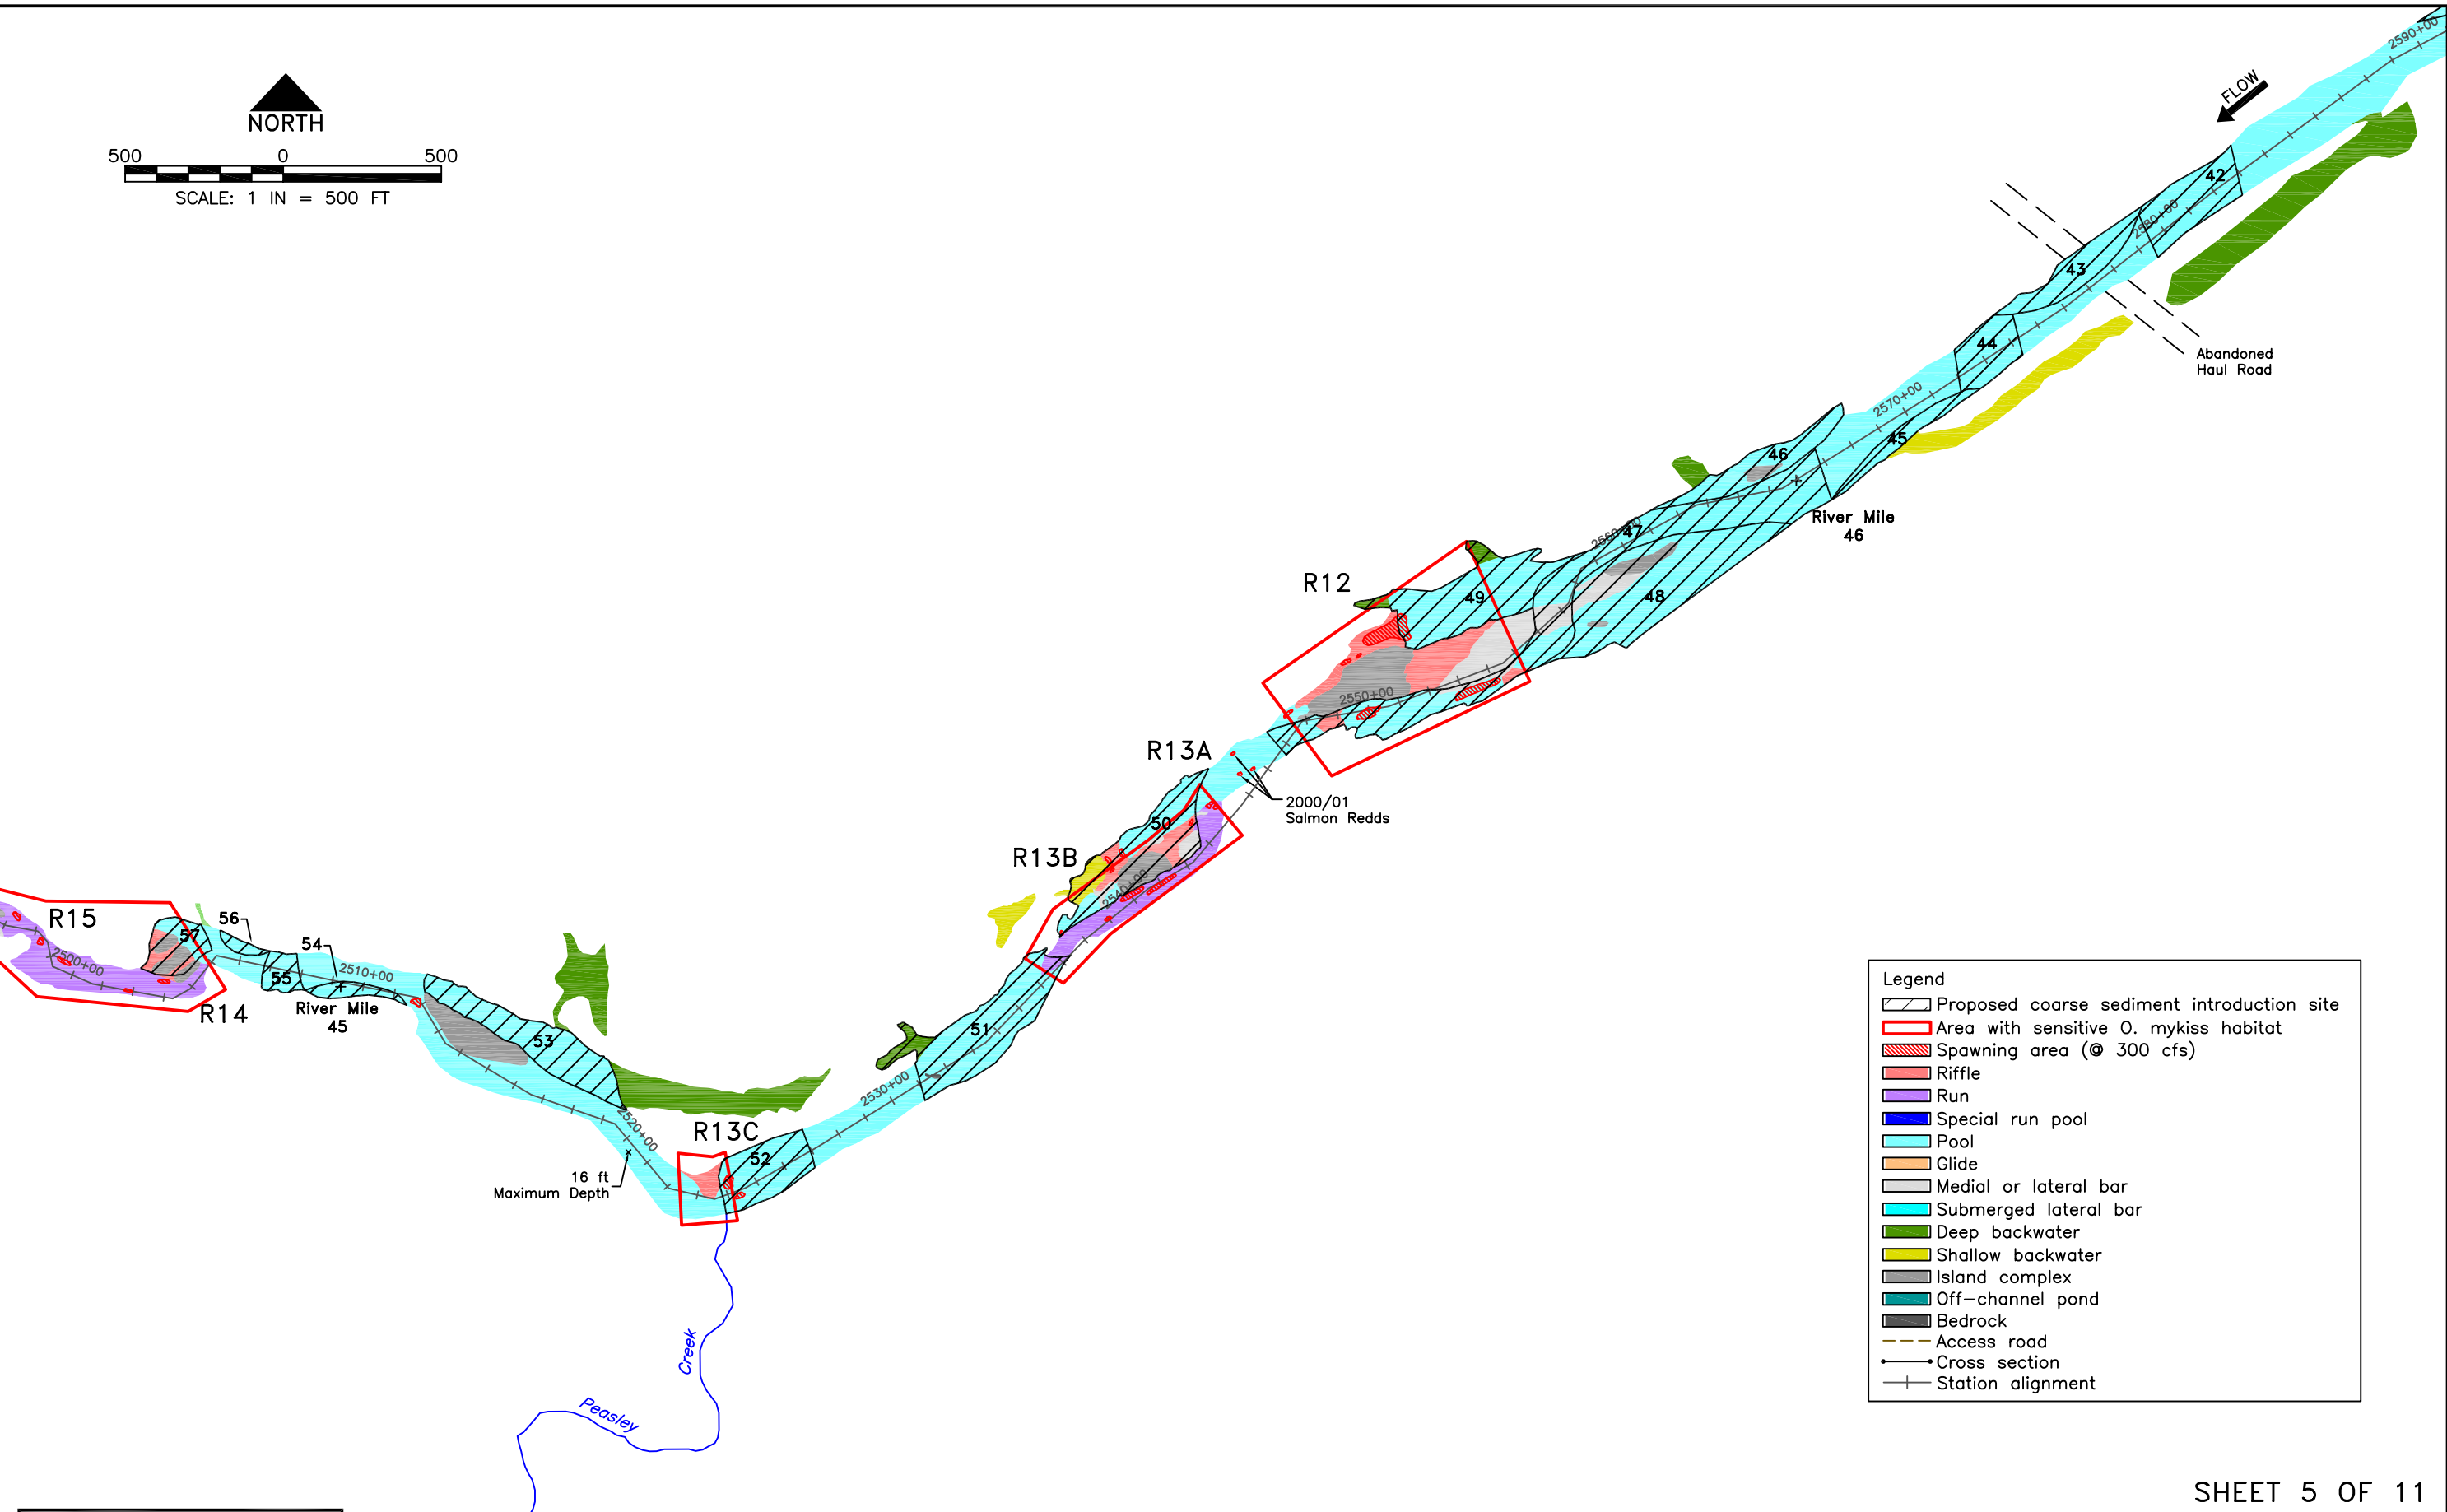 2590+00
FLOW
NORTH
500 0 500
SCALE: 1 IN = 500 FT
42
2580+00
43
44
Abandoned
Haul Road
2570+00
45
46
River Mile
46
47
2560+00
R12
49
48
2550+00
R13A
2000/01
Salmon Redds
50
R13B
2540+00
R15
56
57
54
2500+00
55
2510+00
R14
River Mile
45
53
51
2530+00
2520+00
R13C
52
16 ft
Maximum Depth
Creek
Peasley
Legend
Proposed coarse sediment introduction site
Area with sensitive O. mykiss habitat
Spawning area (@ 300 cfs)
Riffle
Run
Special run pool
Pool
Glide
Medial or lateral bar
Submerged lateral bar
Deep backwater
Shallow backwater
Island complex
Off-channel pond
Bedrock
Access road
Cross section
Station alignment
SHEET 5 OF 11